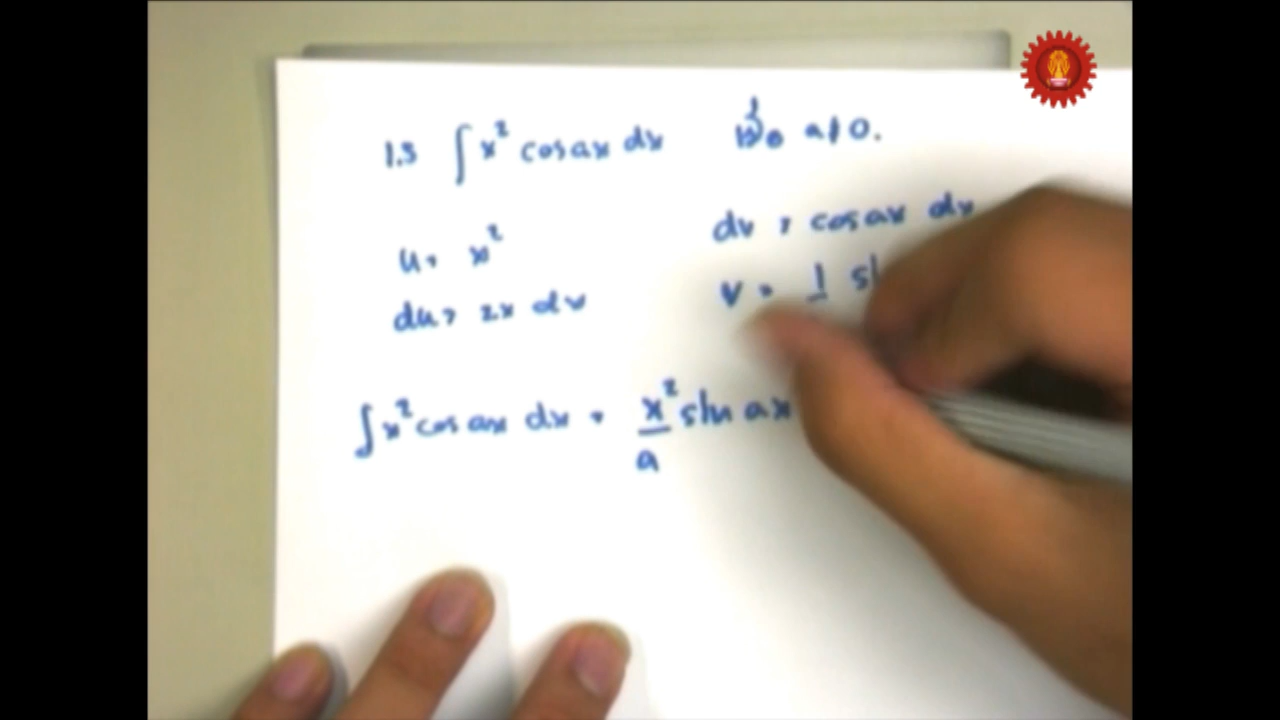 1.3 ∫ x² cos ax dx เมื่อ a ≠ 0.
u = x² dv = cos ax dx
du = 2x dx v = 1
∫ x² cos ax dx = x²/a sin ax